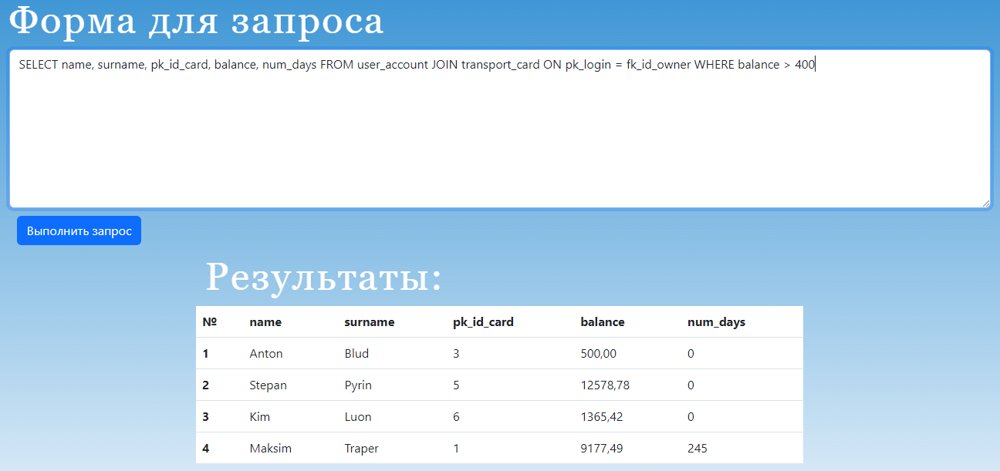 Форма для запроса
SELECT name, surname, pk_id_card, balance, num_days FROM user_account JOIN transport_card ON pk_login = fk_id_owner WHERE balance > 400
Выполнить запрос
Результаты:
№ name surname pk_id_card balance num_days
1 Anton Blud 3 500,00 0
2 Stepan Pyrin 5 12578,78 0
3 Kim Luon 6 1365,42 0
4 Maksim Traper 1 9177,49 245